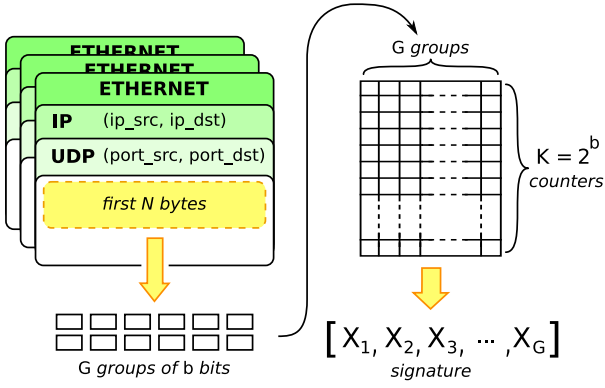 ETHERNET
ETHERNET
ETHERNET
IP (ip_src, ip_dst)
UDP (port_src, port_dst)
first N bytes
G groups of b bits
G groups
K = 2^b
counters
[X₁, X₂, X₃, ... ,X_G]
signature